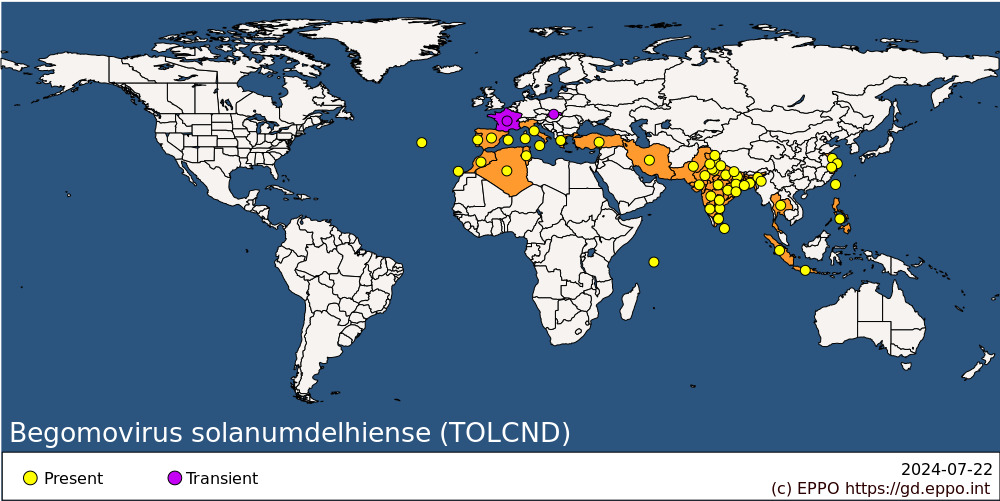 Begomovirus solanumdelhiense (TOLCND)
Present
Transient
2024-07-22
(c) EPPO https://gd.eppo.int